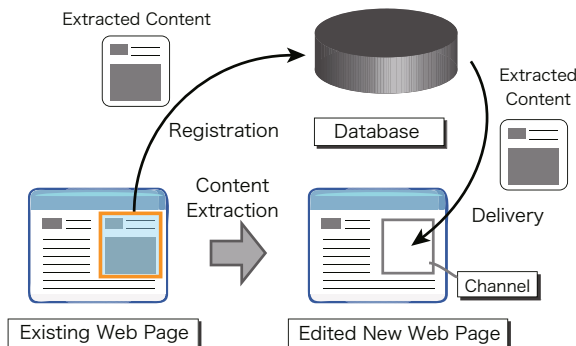 Extracted Content
Registration
Database
Extracted
Content
Content
Extraction
Delivery
Channel
Existing Web Page
Edited New Web Page